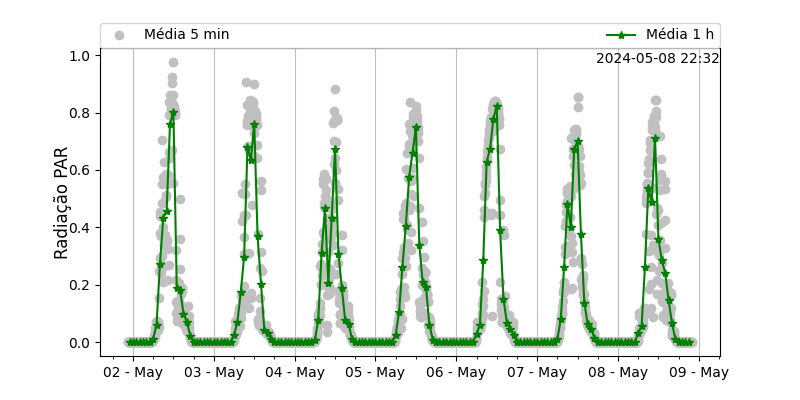 Média 5 min
Média 1 h
2024-05-08 22:32
1.0
0.8
0.6
0.4
0.2
0.0
Radiação PAR
02 - May
03 - May
04 - May
05 - May
06 - May
07 - May
08 - May
09 - May